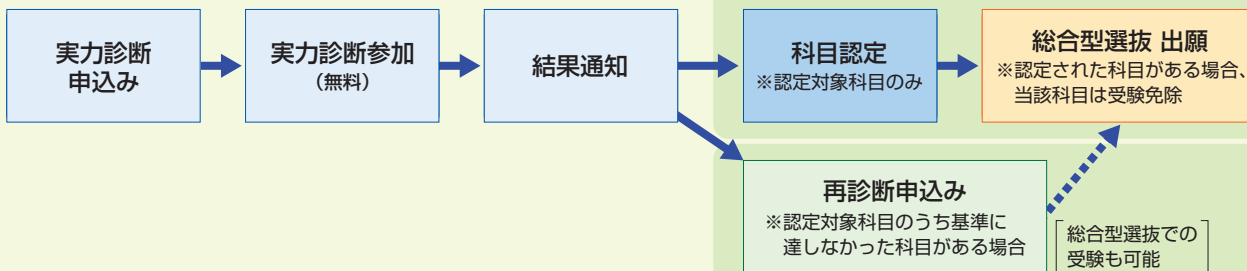 実力診断
申込み
実力診断参加
（無料）
結果通知
科目認定
※認定対象科目のみ
総合型選抜 出願
※認定された科目がある場合、
当該科目は受験免除
再診断申込み
※認定対象科目のうち基準に
達しなかった科目がある場合
総合型選抜での
受験も可能